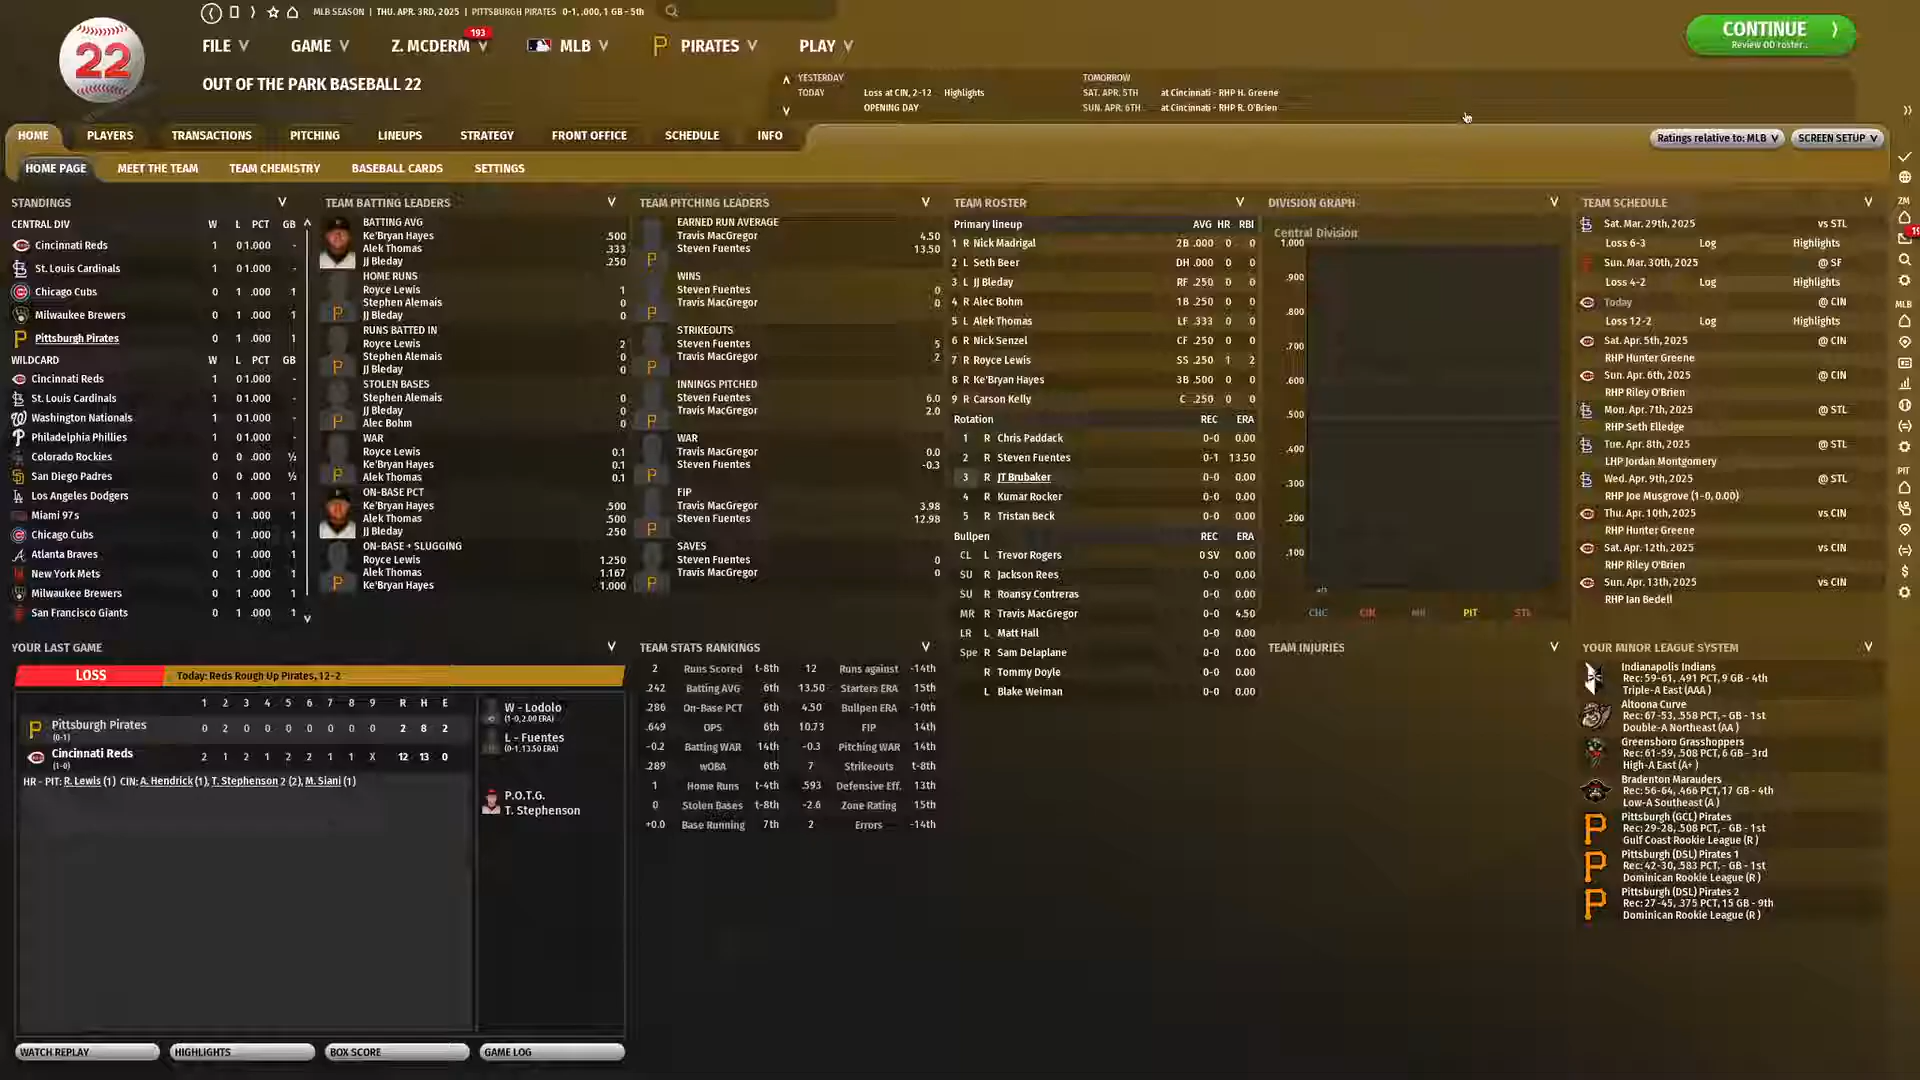 MLB SEASON | THU. APR. 3RD, 2025 | PITTSBURGH PIRATES 0-1, .000, 1 GB - 5th
22
FILE GAME Z. MCDERM 193 MLB PIRATES PLAY
CONTINUE
Review OD roster..
OUT OF THE PARK BASEBALL 22
YESTERDAY TOMORROW
TODAY Loss at CIN, 2-12 Highlights SAT. APR. 5TH at Cincinnati - RHP H. Greene
OPENING DAY SUN. APR. 6TH at Cincinnati - RHP R. O'Brien
HOME PLAYERS TRANSACTIONS PITCHING LINEUPS STRATEGY FRONT OFFICE SCHEDULE INFO
Ratings relative to: MLB SCREEN SETUP
HOME PAGE MEET THE TEAM TEAM CHEMISTRY BASEBALL CARDS SETTINGS
STANDINGS
CENTRAL DIV W L PCT GB
Cincinnati Reds 1 0 1.000 -
St. Louis Cardinals 1 0 1.000 -
Chicago Cubs 0 1 .000 1
Milwaukee Brewers 0 1 .000 1
Pittsburgh Pirates 0 1 .000 1
WILDCARD W L PCT GB
Cincinnati Reds 1 0 1.000 -
St. Louis Cardinals 1 0 1.000 -
Washington Nationals 1 0 1.000 -
Philadelphia Phillies 1 0 1.000 -
Colorado Rockies 0 0 .000 ½
San Diego Padres 0 0 .000 ½
Los Angeles Dodgers 0 1 .000 1
Miami 97s 0 1 .000 1
Chicago Cubs 0 1 .000 1
Atlanta Braves 0 1 .000 1
New York Mets 0 1 .000 1
Milwaukee Brewers 0 1 .000 1
San Francisco Giants 0 1 .000 1
TEAM BATTING LEADERS
BATTING AVG
Ke'Bryan Hayes .500
Alek Thomas .333
JJ Bleday .250
HOME RUNS
Royce Lewis 1
Stephen Alemais 0
JJ Bleday 0
RUNS BATTED IN
Royce Lewis 2
Stephen Alemais 0
JJ Bleday 0
STOLEN BASES
Stephen Alemais 0
JJ Bleday 0
Alec Bohm 0
WAR
Royce Lewis 0.1
Ke'Bryan Hayes 0.1
Alek Thomas 0.1
ON-BASE PCT
Ke'Bryan Hayes .500
Alek Thomas .500
JJ Bleday .250
ON-BASE + SLUGGING
Royce Lewis 1.250
Alek Thomas 1.167
Ke'Bryan Hayes 1.000
TEAM PITCHING LEADERS
EARNED RUN AVERAGE
Travis MacGregor 4.50
Steven Fuentes 13.50
WINS
Steven Fuentes 0
Travis MacGregor 0
STRIKEOUTS
Steven Fuentes 5
Travis MacGregor 2
INNINGS PITCHED
Steven Fuentes 6.0
Travis MacGregor 2.0
WAR
Travis MacGregor 0.0
Steven Fuentes -0.3
FIP
Travis MacGregor 3.98
Steven Fuentes 12.98
SAVES
Steven Fuentes 0
Travis MacGregor 0
TEAM ROSTER
Primary lineup AVG HR RBI
1 R Nick Madrigal 2B .000 0 0
2 L Seth Beer DH .000 0 0
3 L JJ Bleday RF .250 0 0
4 R Alec Bohm 1B .250 0 0
5 L Alek Thomas LF .333 0 0
6 R Nick Senzel CF .250 0 0
7 R Royce Lewis SS .250 1 2
8 R Ke'Bryan Hayes 3B .500 0 0
9 R Carson Kelly C .250 0 0
Rotation REC ERA
1 R Chris Paddack 0-0 0.00
2 R Steven Fuentes 0-1 13.50
3 R JT Brubaker 0-0 0.00
4 R Kumar Rocker 0-0 0.00
5 R Tristan Beck 0-0 0.00
Bullpen REC ERA
CL L Trevor Rogers 0 SV 0.00
SU R Jackson Rees 0-0 0.00
SU R Roansy Contreras 0-0 0.00
MR R Travis MacGregor 0-0 4.50
LR L Matt Hall 0-0 0.00
Spe R Sam Delaplane 0-0 0.00
R Tommy Doyle 0-0 0.00
L Blake Weiman 0-0 0.00
DIVISION GRAPH
Central Division
1.000
.900
.800
.700
.600
.500
.400
.300
.200
.100
CHC CIN MIL PIT STL
TEAM SCHEDULE
Sat. Mar. 29th, 2025 vs STL
Loss 6-3 Log Highlights
Sun. Mar. 30th, 2025 @ SF
Loss 4-2 Log Highlights
Today @ CIN
Loss 12-2 Log Highlights
Sat. Apr. 5th, 2025 @ CIN
RHP Hunter Greene
Sun. Apr. 6th, 2025 @ CIN
RHP Riley O'Brien
Mon. Apr. 7th, 2025 @ STL
RHP Seth Elledge
Tue. Apr. 8th, 2025 @ STL
LHP Jordan Montgomery
Wed. Apr. 9th, 2025 @ STL
RHP Joe Musgrove (1-0, 0.00)
Thu. Apr. 10th, 2025 vs CIN
RHP Hunter Greene
Sat. Apr. 12th, 2025 vs CIN
RHP Riley O'Brien
Sun. Apr. 13th, 2025 vs CIN
RHP Ian Bedell
ZM
MLB
PIT
YOUR LAST GAME
LOSS Today: Reds Rough Up Pirates, 12-2
1 2 3 4 5 6 7 8 9 R H E
Pittsburgh Pirates 0 2 0 0 0 0 0 0 0 2 8 2
(0-1)
Cincinnati Reds 2 1 2 1 2 2 1 1 X 12 13 0
(1-0)
HR - PIT: R. Lewis (1) CIN: A. Hendrick (1), T. Stephenson 2 (2), M. Siani (1)
W - Lodolo
(1-0, 2.00 ERA)
L - Fuentes
(0-1, 13.50 ERA)
P.O.T.G.
T. Stephenson
WATCH REPLAY HIGHLIGHTS BOX SCORE GAME LOG
TEAM STATS RANKINGS
2 Runs Scored t-8th 12 Runs against -14th
.242 Batting AVG 6th 13.50 Starters ERA 15th
.286 On-Base PCT 6th 4.50 Bullpen ERA -10th
.649 OPS 6th 10.73 FIP 14th
-0.2 Batting WAR 14th -0.3 Pitching WAR 14th
.289 wOBA 6th 7 Strikeouts t-8th
1 Home Runs t-4th .593 Defensive Eff. 13th
0 Stolen Bases t-8th -2.6 Zone Rating 15th
+0.0 Base Running 7th 2 Errors -14th
TEAM INJURIES
YOUR MINOR LEAGUE SYSTEM
Indianapolis Indians
Rec: 59-61, .491 PCT, 9 GB - 4th
Triple-A East (AAA )
Altoona Curve
Rec: 67-53, .558 PCT, - GB - 1st
Double-A Northeast (AA )
Greensboro Grasshoppers
Rec: 61-59, .508 PCT, 6 GB - 3rd
High-A East (A+ )
Bradenton Marauders
Rec: 56-64, .466 PCT, 17 GB - 4th
Low-A Southeast (A )
Pittsburgh (GCL) Pirates
Rec: 29-28, .508 PCT, - GB - 1st
Gulf Coast Rookie League (R )
Pittsburgh (DSL) Pirates 1
Rec: 42-30, .583 PCT, - GB - 1st
Dominican Rookie League (R )
Pittsburgh (DSL) Pirates 2
Rec: 27-45, .375 PCT, 15 GB - 9th
Dominican Rookie League (R )